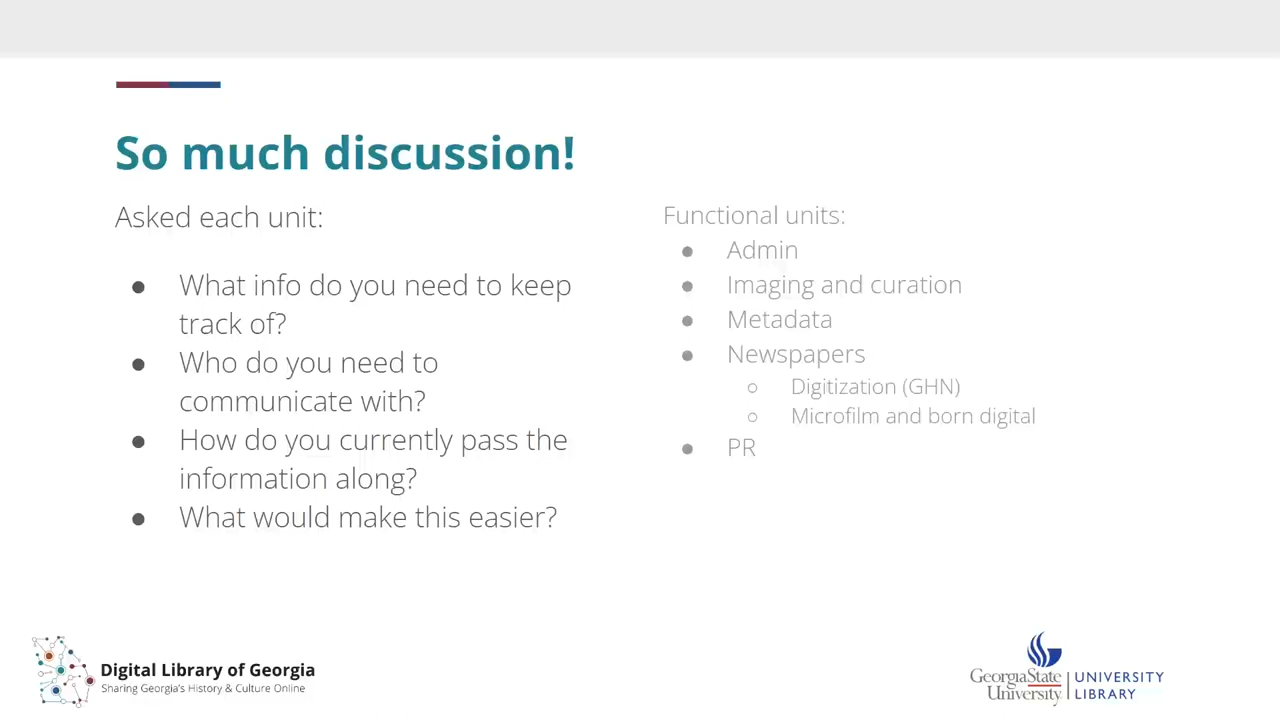 So much discussion!
Asked each unit:
● What info do you need to keep
track of?
● Who do you need to
communicate with?
● How do you currently pass the
information along?
● What would make this easier?
Functional units:
● Admin
● Imaging and curation
● Metadata
● Newspapers
○ Digitization (GHN)
○ Microfilm and born digital
● PR
Digital Library of Georgia
Sharing Georgia's History & Culture Online
GeorgiaState
University
UNIVERSITY
LIBRARY